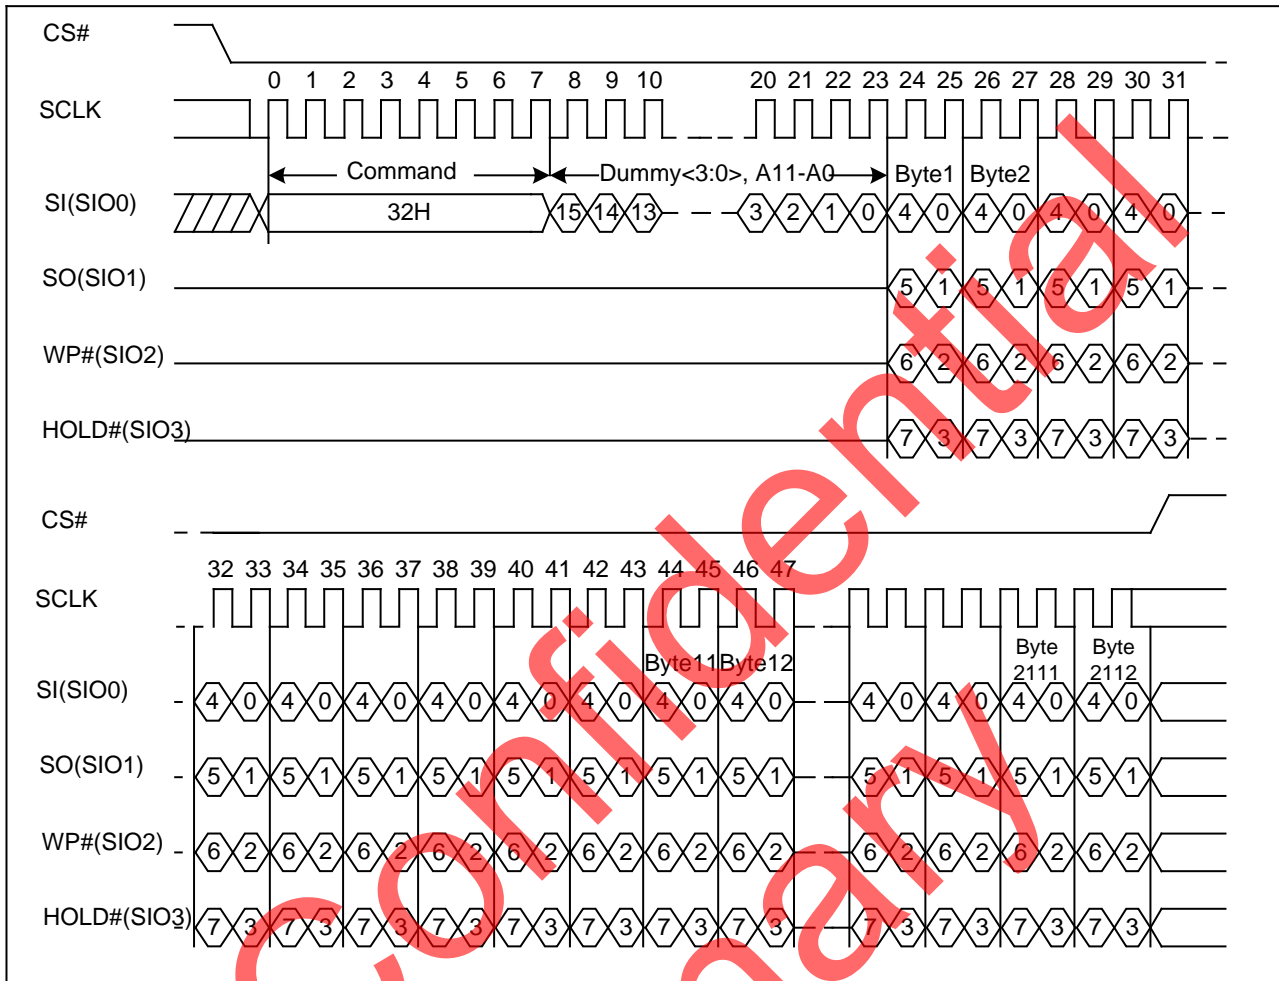 CS#
0 1 2 3 4 5 6 7 8 9 10 20 21 22 23 24 25 26 27 28 29 30 31
SCLK
Command Dummy<3:0>, A11-A0 Byte1 Byte2
SI(SIO0) 32H 15 14 13 3 2 1 0 4 0 4 0 4 0 4 0
SO(SIO1) 5 1 5 1 5 1 5 1
WP#(SIO2) 6 2 6 2 6 2 6 2
HOLD#(SIO3) 7 3 7 3 7 3 7 3
CS#
32 33 34 35 36 37 38 39 40 41 42 43 44 45 46 47
SCLK
Byte11 Byte12 Byte 2111 Byte 2112
SI(SIO0) 4 0 4 0 4 0 4 0 4 0 4 0 4 0 4 0 4 0 4 0 4 0 4 0
SO(SIO1) 5 1 5 1 5 1 5 1 5 1 5 1 5 1 5 1 5 1 5 1 5 1 5 1
WP#(SIO2) 6 2 6 2 6 2 6 2 6 2 6 2 6 2 6 2 6 2 6 2 6 2 6 2
HOLD#(SIO3) 7 3 7 3 7 3 7 3 7 3 7 3 7 3 7 3 7 3 7 3 7 3 7 3
Confidential